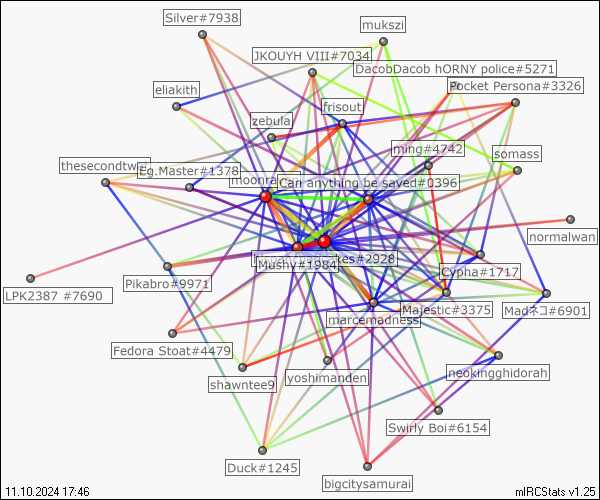 Silver#7938
mukszi
JKOUYH VIII#7034
DacobDacob hORNY police#5271
Pocket Persona#3326
eliakith
frisout
zebula
ming#4742
somass
thesecondtw
Eg.Master#1378
moonra
Can anything be saved#0396
normalwan
kes#2928
Mushy#1984
Cypha#1717
LPK2387 #7690
Pikabro#9971
Majestic#3375
Madネコ#6901
marcemadness
Fedora Stoat#4479
neokingghidorah
shawntee9
yoshimanden
Swirly Boi#6154
Duck#1245
bigcitysamurai
11.10.2024 17:46
mIRCStats v1.25